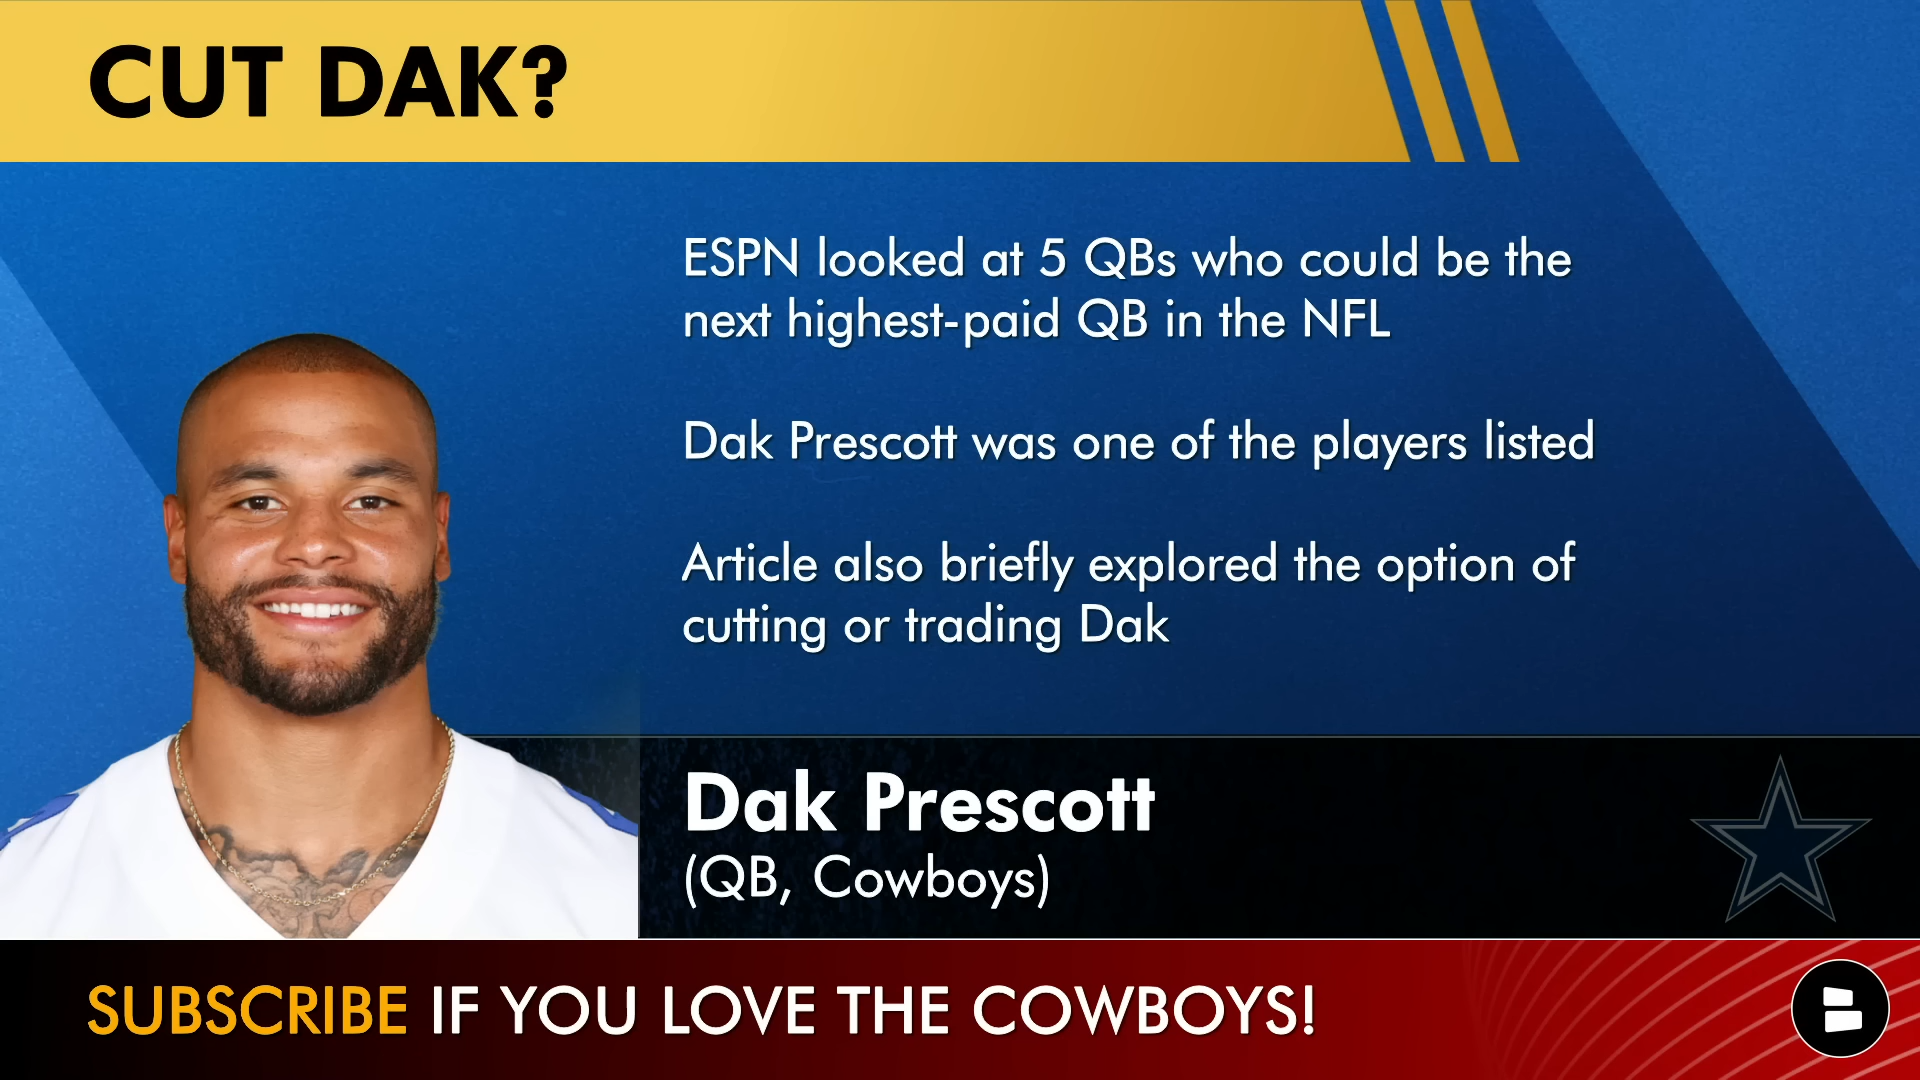 CUT DAK?
ESPN looked at 5 QBs who could be the
next highest-paid QB in the NFL
Dak Prescott was one of the players listed
Article also briefly explored the option of
cutting or trading Dak
Dak Prescott
(QB, Cowboys)
SUBSCRIBE IF YOU LOVE THE COWBOYS!